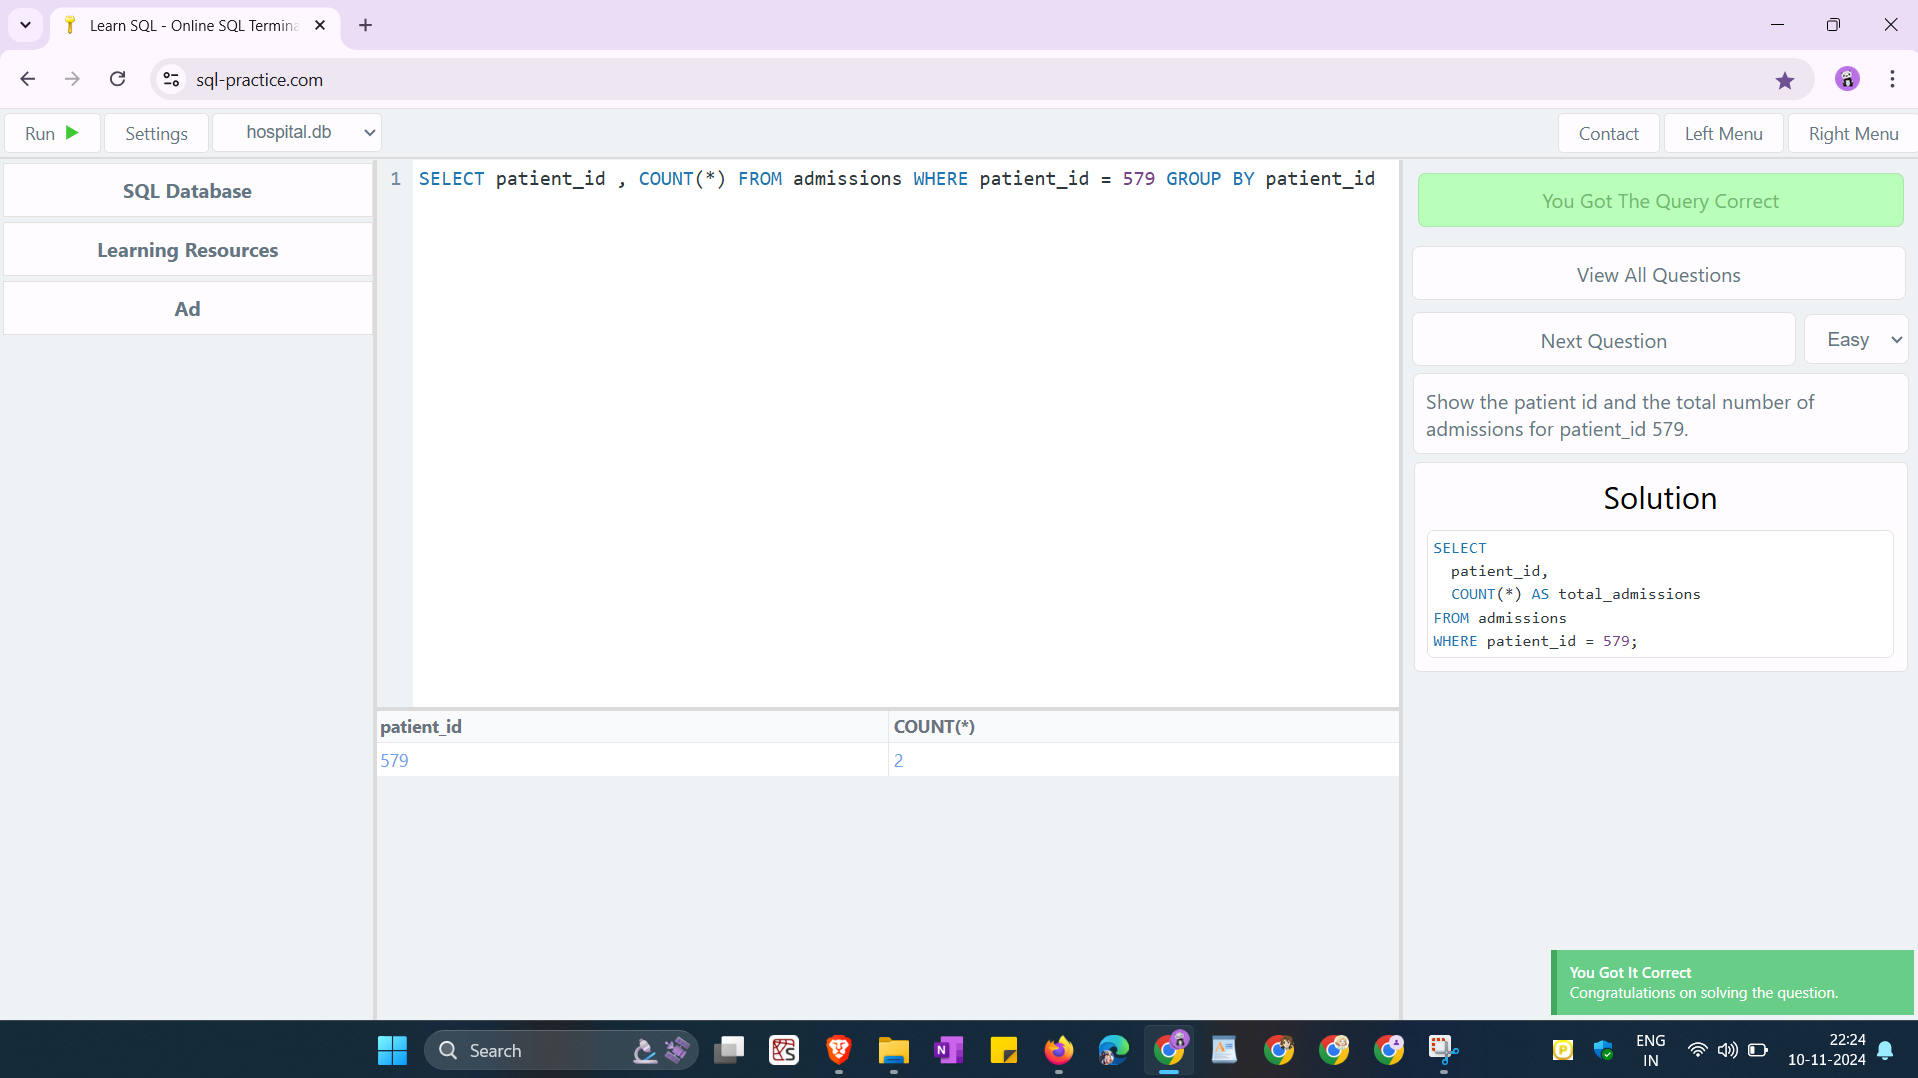 Learn SQL - Online SQL Termina
sql-practice.com
Run
Settings
hospital.db
Contact
Left Menu
Right Menu
SQL Database
Learning Resources
Ad
1 SELECT patient_id , COUNT(*) FROM admissions WHERE patient_id = 579 GROUP BY patient_id
patient_id COUNT(*)
579 2
You Got The Query Correct
View All Questions
Next Question
Easy
Show the patient id and the total number of
admissions for patient_id 579.
Solution
SELECT
patient_id,
COUNT(*) AS total_admissions
FROM admissions
WHERE patient_id = 579;
You Got It Correct
Congratulations on solving the question.
Search
ENG
IN
22:24
10-11-2024